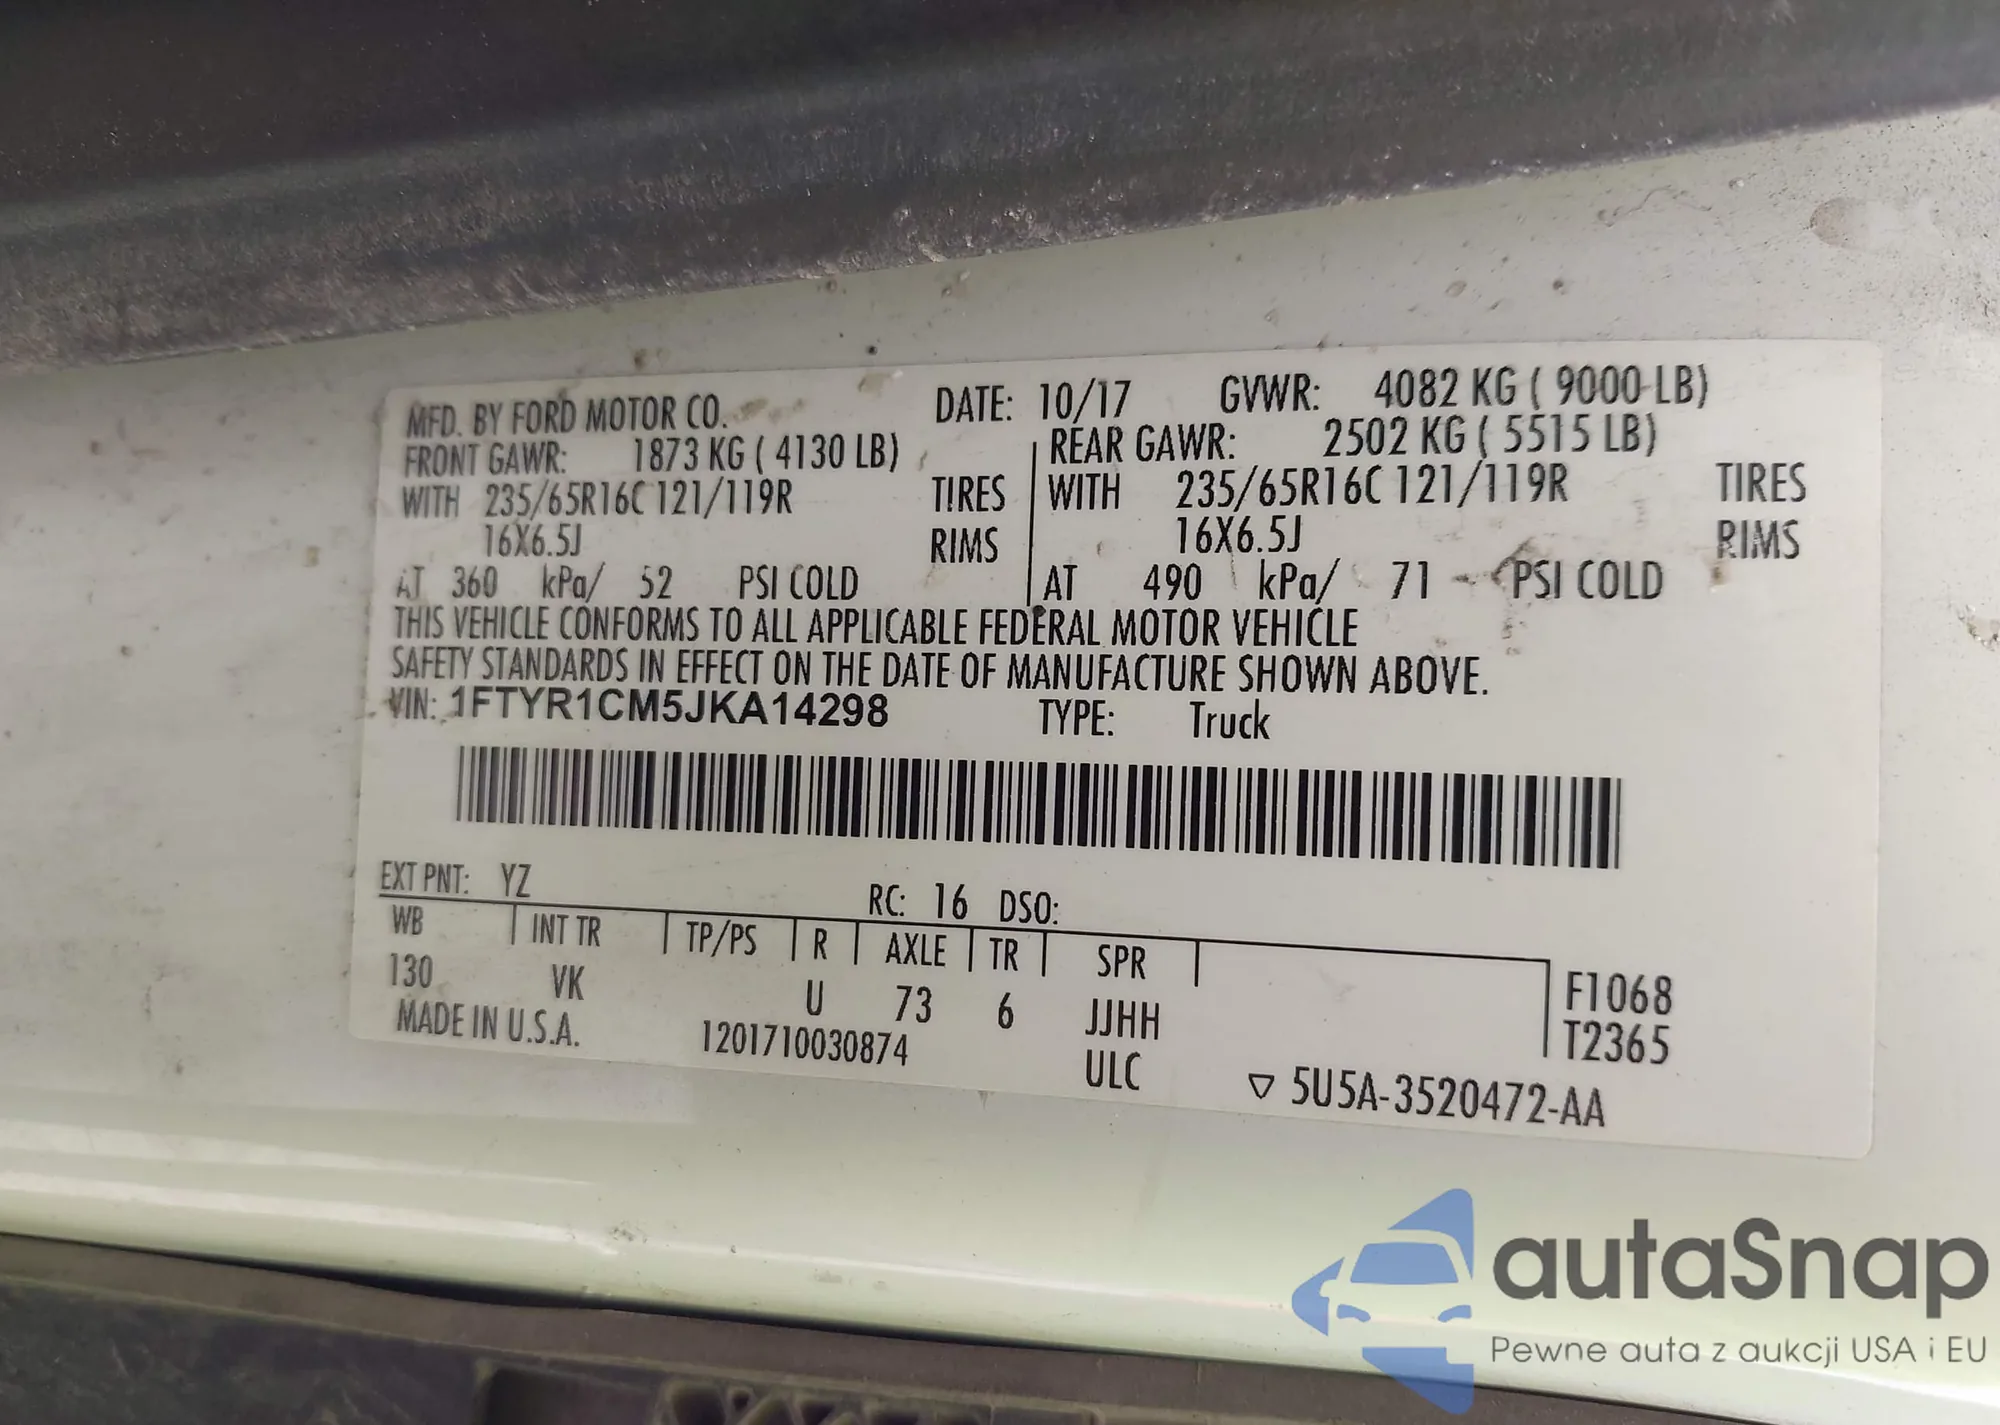 MFD. BY FORD MOTOR CO. DATE: 10/17 GVWR: 4082 KG ( 9000 LB)
FRONT GAWR: 1873 KG ( 4130 LB) REAR GAWR: 2502 KG ( 5515 LB)
WITH 235/65R16C 121/119R TIRES WITH 235/65R16C 121/119R TIRES
16X6.5J RIMS 16X6.5J RIMS
AT 360 kPa/ 52 PSI COLD AT 490 kPa/ 71 PSI COLD
THIS VEHICLE CONFORMS TO ALL APPLICABLE FEDERAL MOTOR VEHICLE
SAFETY STANDARDS IN EFFECT ON THE DATE OF MANUFACTURE SHOWN ABOVE.
VIN: 1FTYR1CM5JKA14298 TYPE: Truck
EXT PNT: YZ RC: 16 DSO:
WB INT TR TP/PS R AXLE TR SPR
130 VK U 73 6 JJHH F1068
MADE IN U.S.A. 1201710030874 ULC T2365
▽ 5U5A-3520472-AA
autaSnap
Pewne auta z aukcji USA i EU